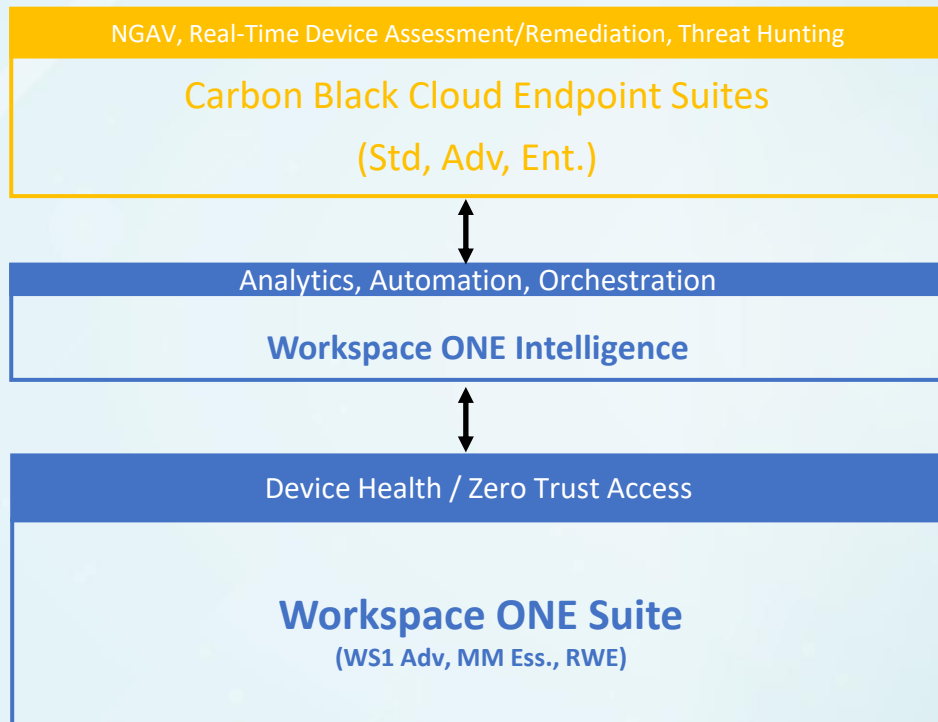 NGAV, Real-Time Device Assessment/Remediation, Threat Hunting
Carbon Black Cloud Endpoint Suites
(Std, Adv, Ent.)
Analytics, Automation, Orchestration
Workspace ONE Intelligence
Device Health / Zero Trust Access
Workspace ONE Suite
(WS1 Adv, MM Ess., RWE)